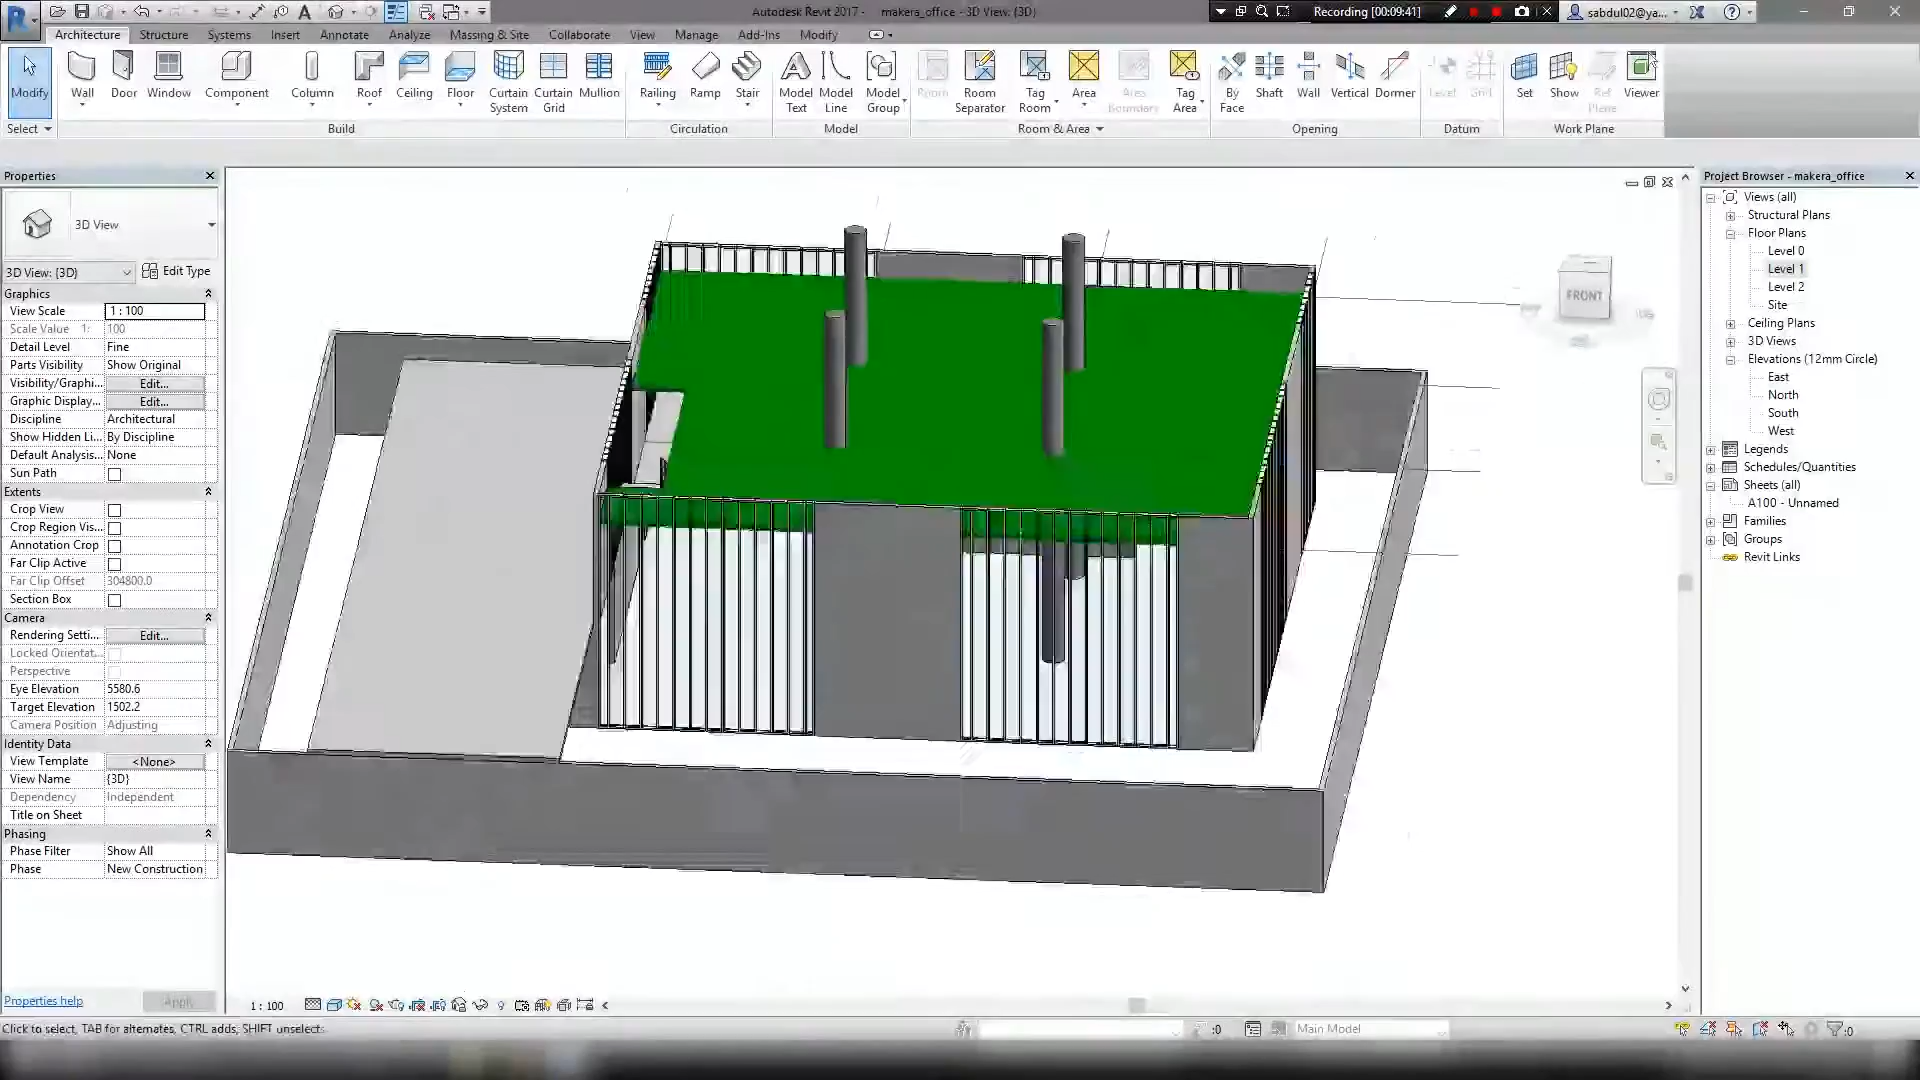 Autodesk Revit 2017 - makera_office - 3D View: {3D}
Recording [00:09:41]
sabdul02@ya...
Architecture Structure Systems Insert Annotate Analyze Massing & Site Collaborate View Manage Add-Ins Modify
Modify
Wall
Door
Window
Component
Column
Roof
Ceiling
Floor
Curtain System
Curtain Grid
Mullion
Railing
Ramp
Stair
Model Text
Model Line
Model Group
Room
Room Separator
Tag Room
Area
Area Boundary
Tag Area
By Face
Shaft
Wall
Vertical
Dormer
Level
Grid
Set
Show
Ref Plane
Viewer
Select
Build
Circulation
Model
Room & Area
Opening
Datum
Work Plane
Properties
3D View
3D View: {3D}
Edit Type
Graphics
View Scale 1 : 100
Scale Value 1: 100
Detail Level Fine
Parts Visibility Show Original
Visibility/Graphi... Edit...
Graphic Display... Edit...
Discipline Architectural
Show Hidden Li... By Discipline
Default Analysis... None
Sun Path
Extents
Crop View
Crop Region Vis...
Annotation Crop
Far Clip Active
Far Clip Offset 304800.0
Section Box
Camera
Rendering Setti... Edit...
Locked Orientat...
Perspective
Eye Elevation 5580.6
Target Elevation 1502.2
Camera Position Adjusting
Identity Data
View Template <None>
View Name {3D}
Dependency Independent
Title on Sheet
Phasing
Phase Filter Show All
Phase New Construction
Properties help
Apply
FRONT
Project Browser - makera_office
Views (all)
Structural Plans
Floor Plans
Level 0
Level 1
Level 2
Site
Ceiling Plans
3D Views
Elevations (12mm Circle)
East
North
South
West
Legends
Schedules/Quantities
Sheets (all)
A100 - Unnamed
Families
Groups
Revit Links
1 : 100
Click to select, TAB for alternates, CTRL adds, SHIFT unselects.
:0
Main Model
:0